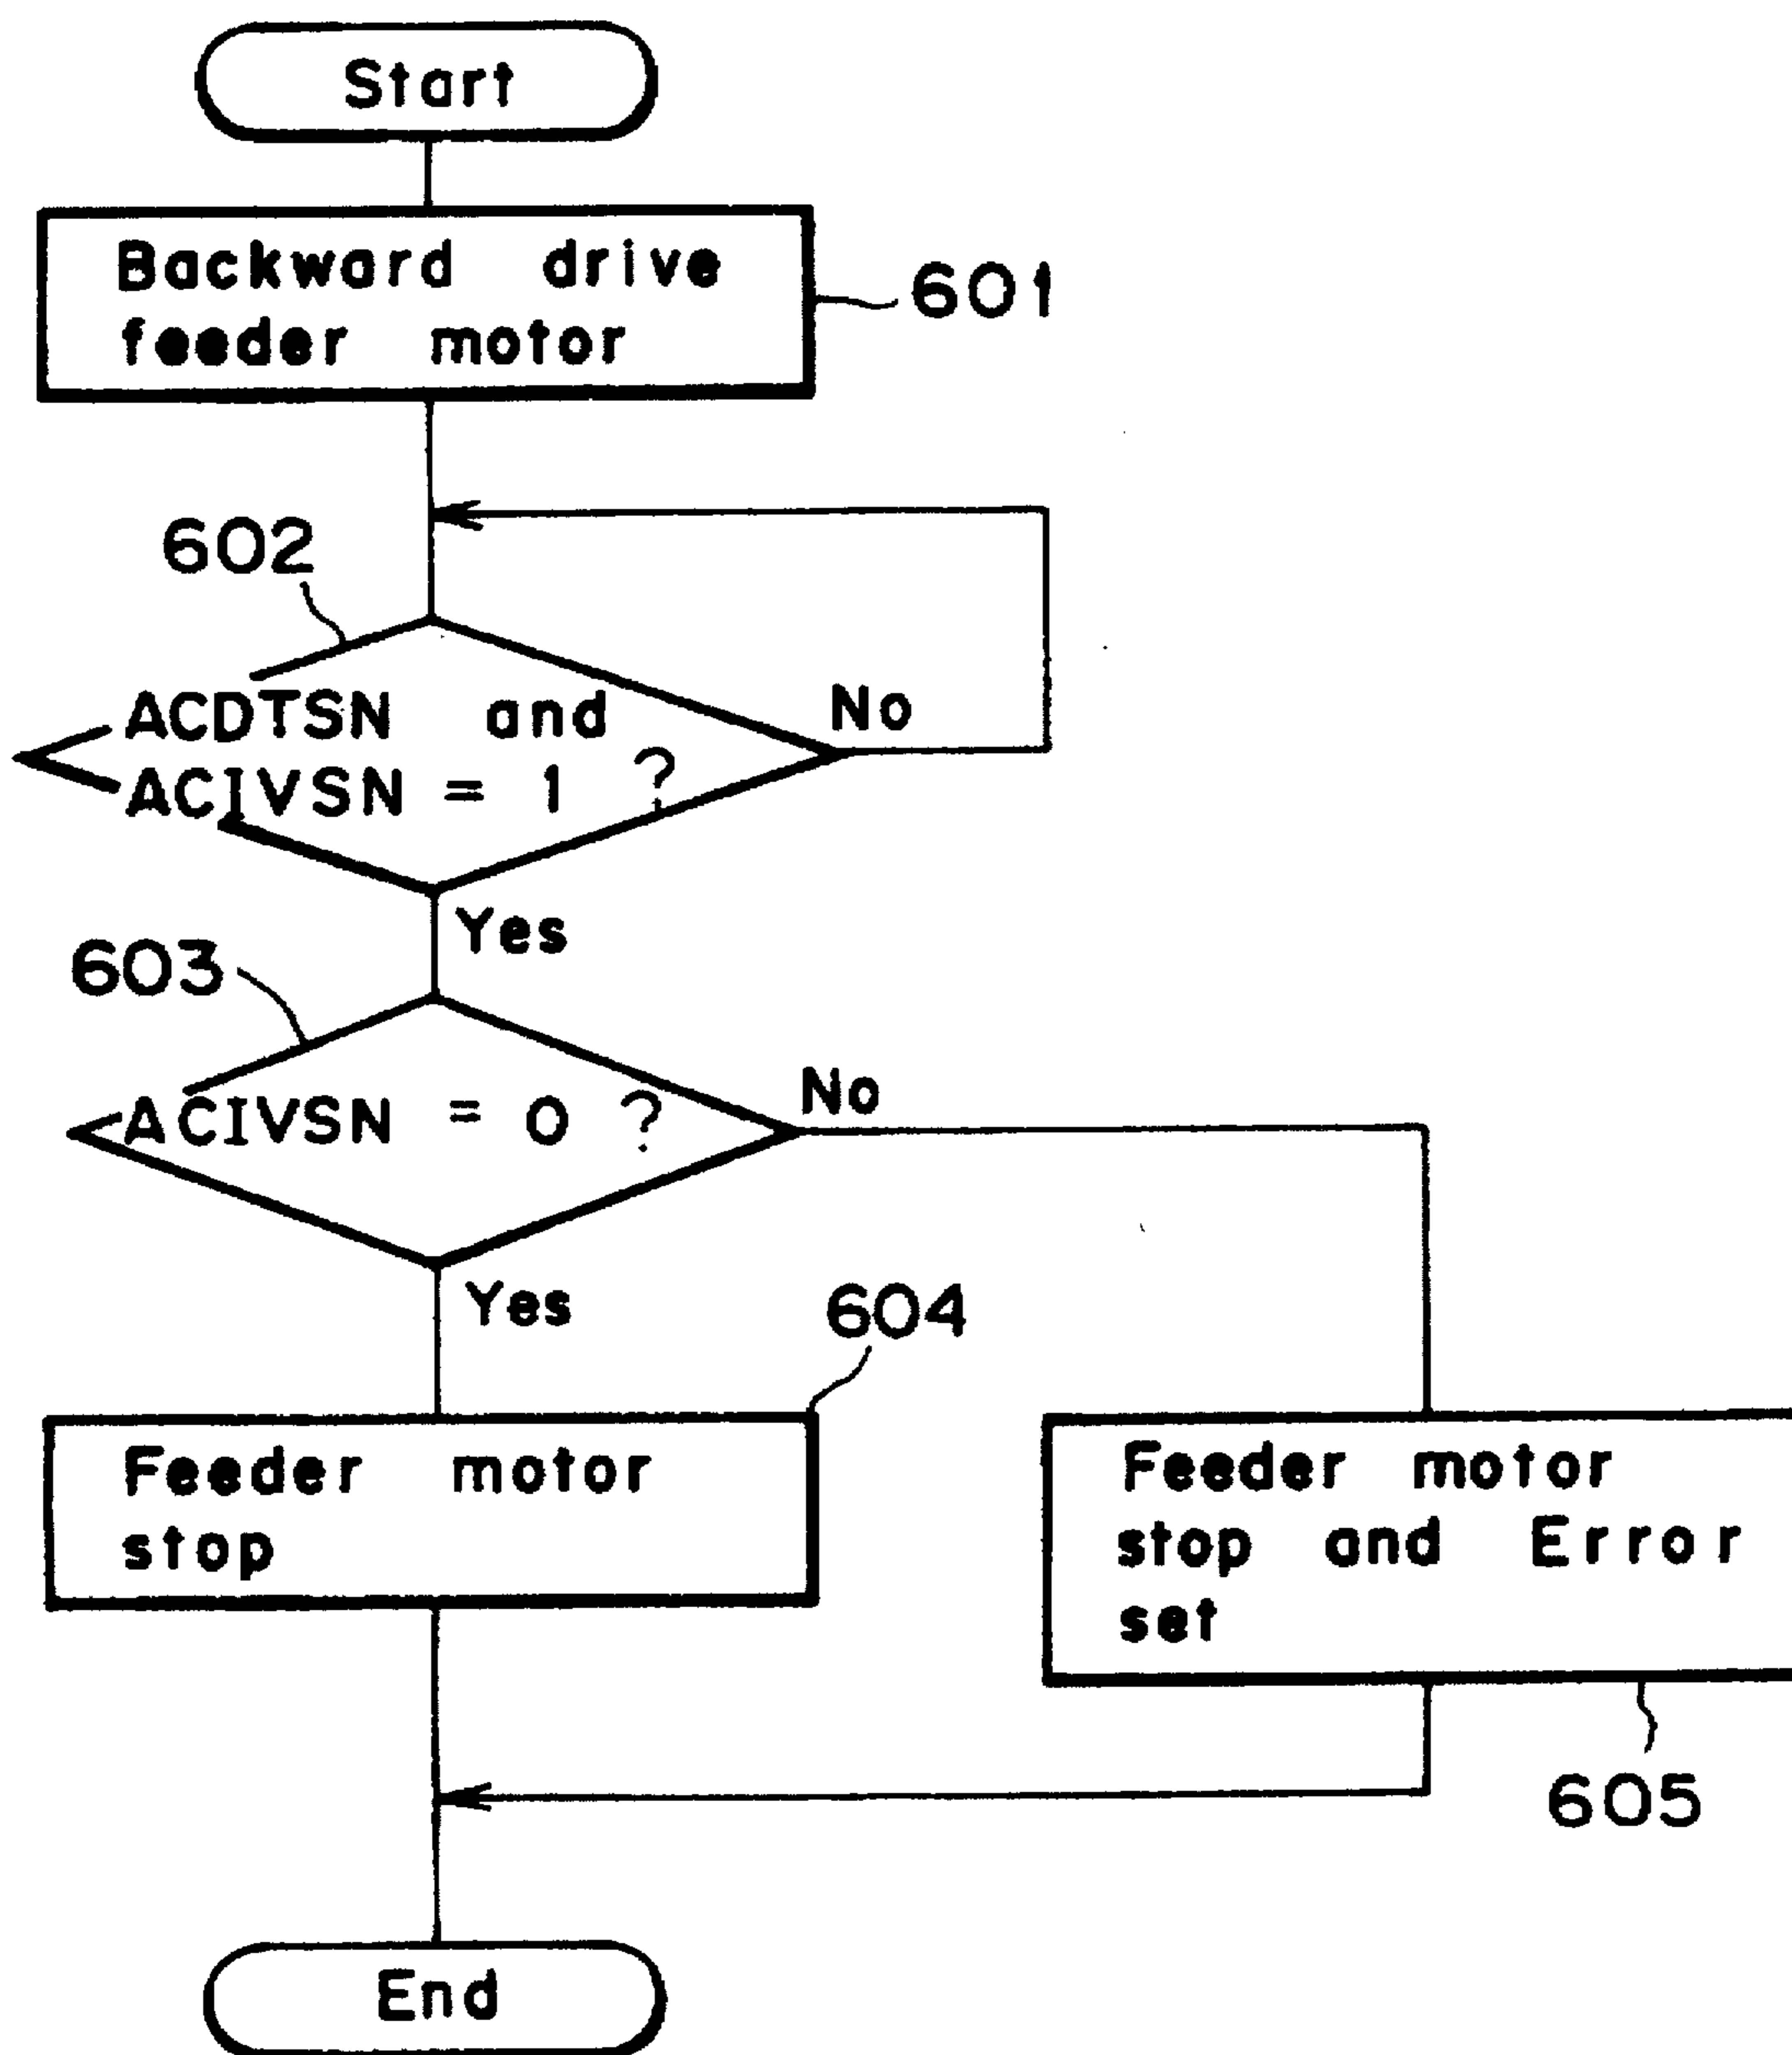 Start
Backward drive
feeder motor
601
602
ACDTSN and
ACIVSN = 1 ?
No
Yes
603
ACIVSN = 0 ?
No
Yes
604
Feeder motor
stop
Feeder motor
stop and Error
set
605
End